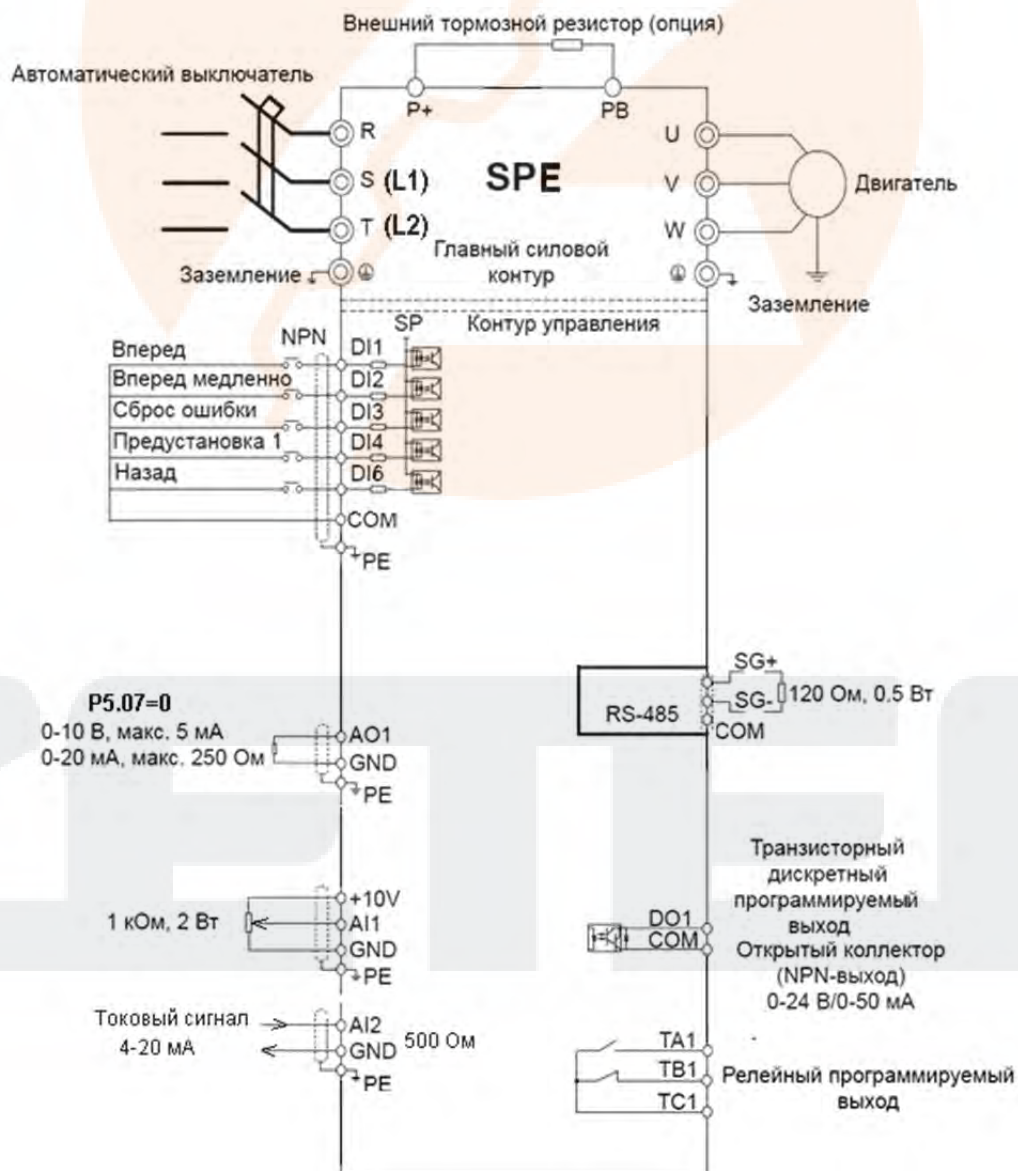 Внешний тормозной резистор (опция)
Автоматический выключатель
P+
PB
R
U
S (L1)
SPE
V
Двигатель
T (L2)
W
Главный силовой
контур
Заземление
Заземление
SP
Контур управления
NPN
Вперед
DI1
Вперед медленно
DI2
Сброс ошибки
DI3
Предустановка 1
DI4
Назад
DI6
COM
PE
P5.07=0
0-10 В, макс. 5 мА
0-20 мА, макс. 250 Ом
AO1
GND
PE
SG+
RS-485
SG-
120 Ом, 0.5 Вт
COM
+10V
1 кОм, 2 Вт
AI1
GND
PE
Транзисторный
дискретный
программируемый
выход
DO1
COM
Открытый коллектор
(NPN-выход)
0-24 В/0-50 мА
Токовый сигнал
4-20 мА
AI2
GND
500 Ом
PE
TA1
TB1
TC1
Релейный программируемый
выход